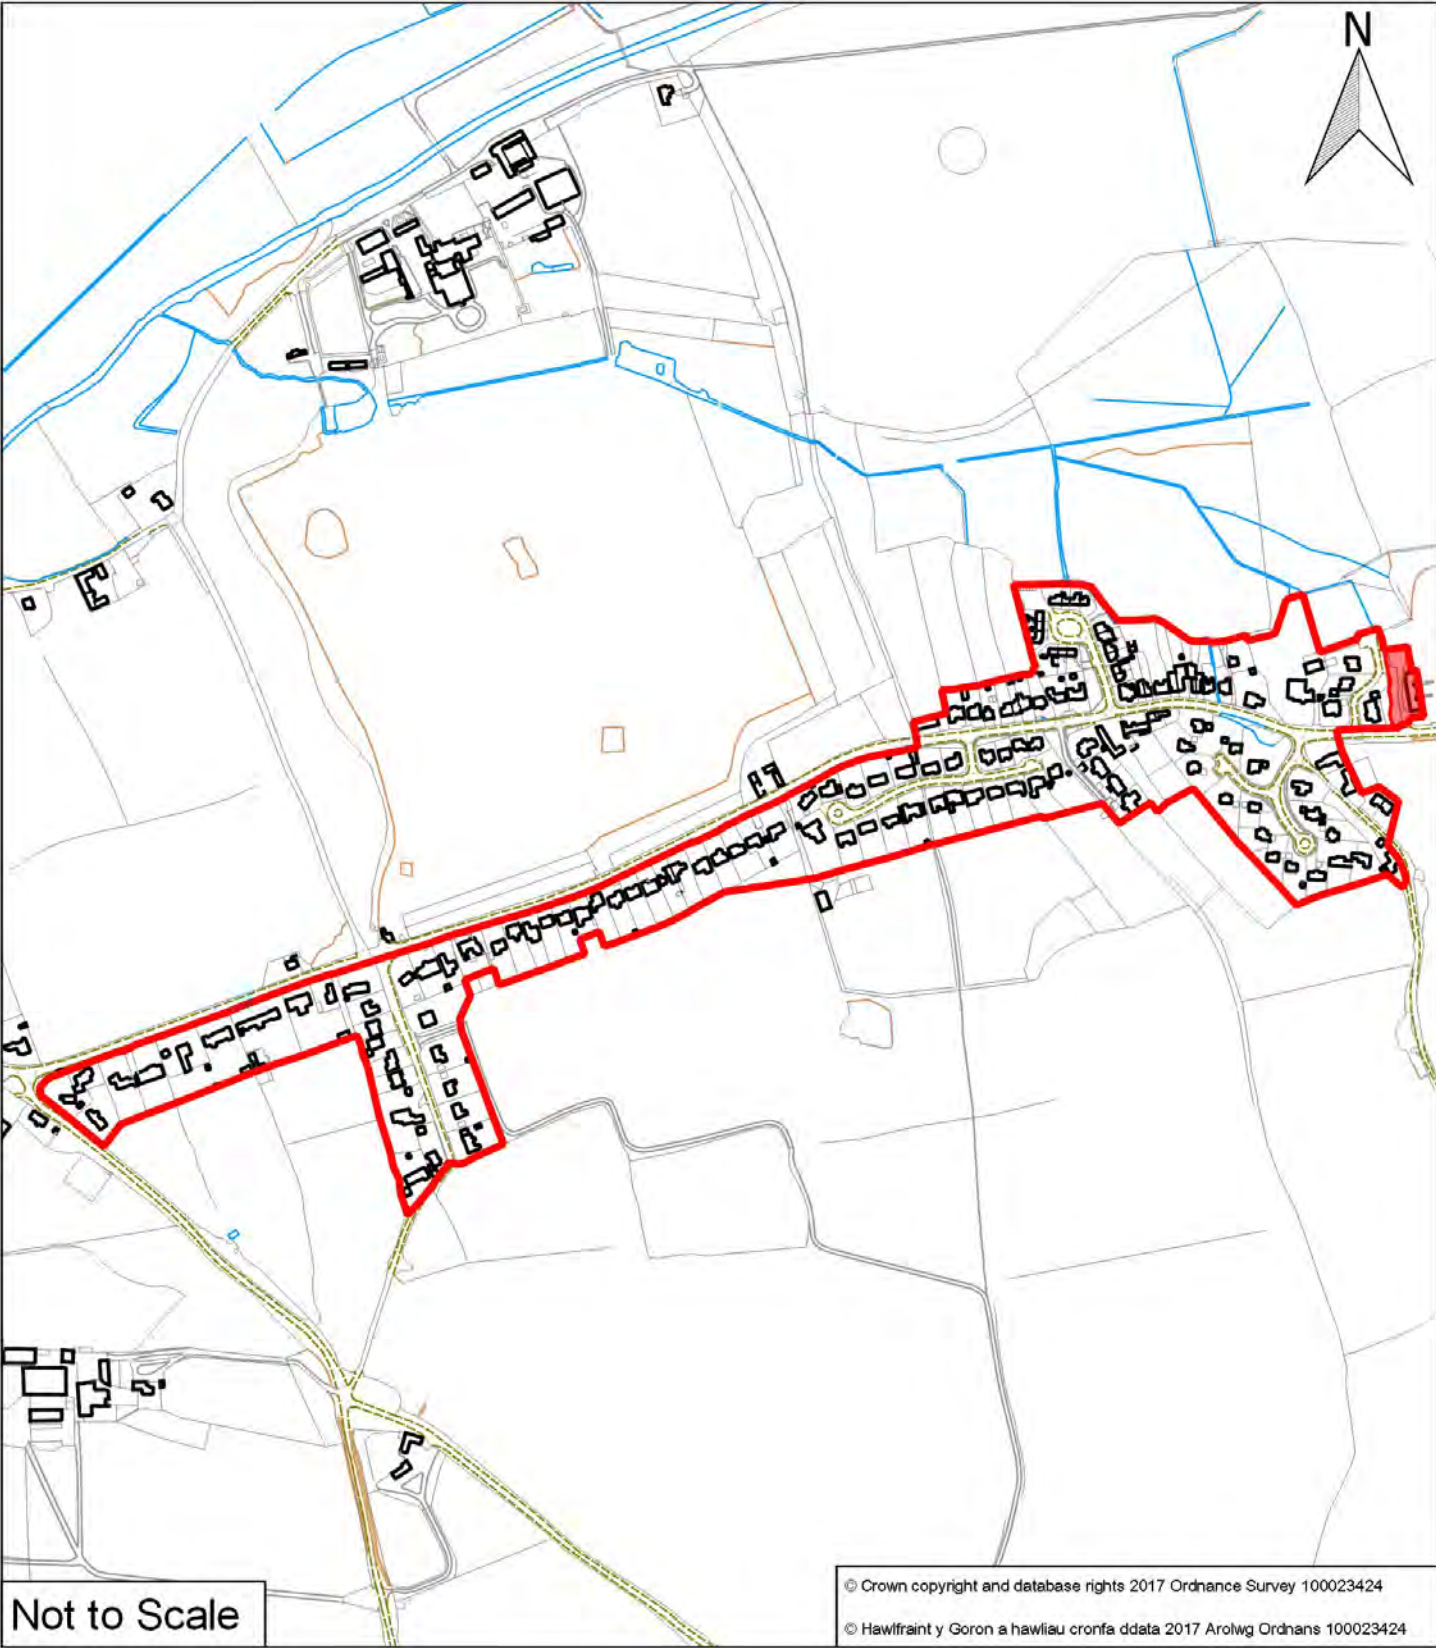 N
Not to Scale
© Crown copyright and database rights 2017 Ordnance Survey 100023424
© Hawlfraint y Goron a hawliau cronfa ddata 2017 Arolwg Ordnans 100023424